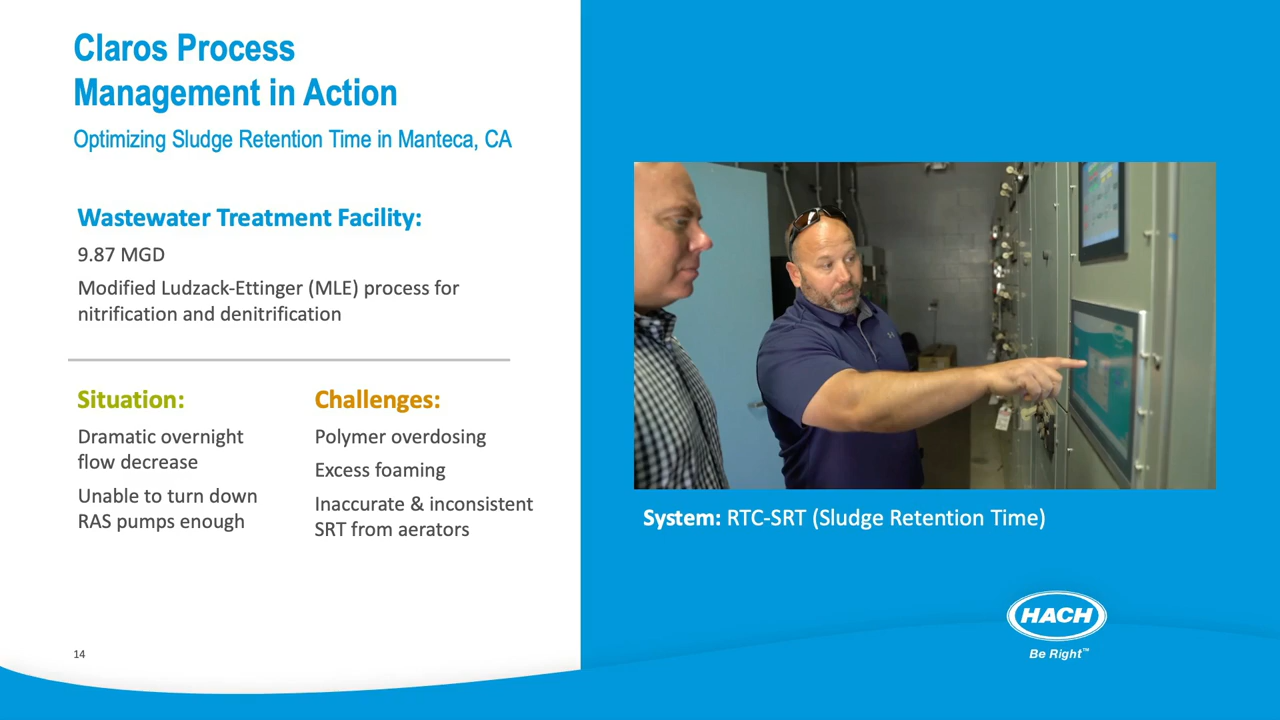 Claros Process
Management in Action
Optimizing Sludge Retention Time in Manteca, CA
Wastewater Treatment Facility:
9.87 MGD
Modified Ludzack-Ettinger (MLE) process for
nitrification and denitrification
Situation:
Dramatic overnight
flow decrease
Unable to turn down
RAS pumps enough
Challenges:
Polymer overdosing
Excess foaming
Inaccurate & inconsistent
SRT from aerators
HACH
System: RTC-SRT (Sludge Retention Time)
HACH
Be Right™
14